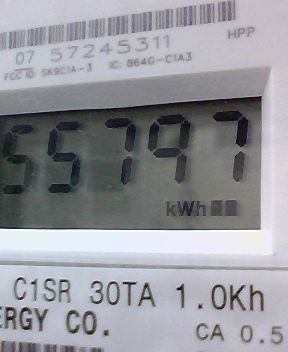 07 57245311
HPP
FCC ID: SK9C1A-3 IC: 864G-C1A3
55797
kWh
C1SR 30TA 1.0Kh
ERGY CO.
CA 0.5